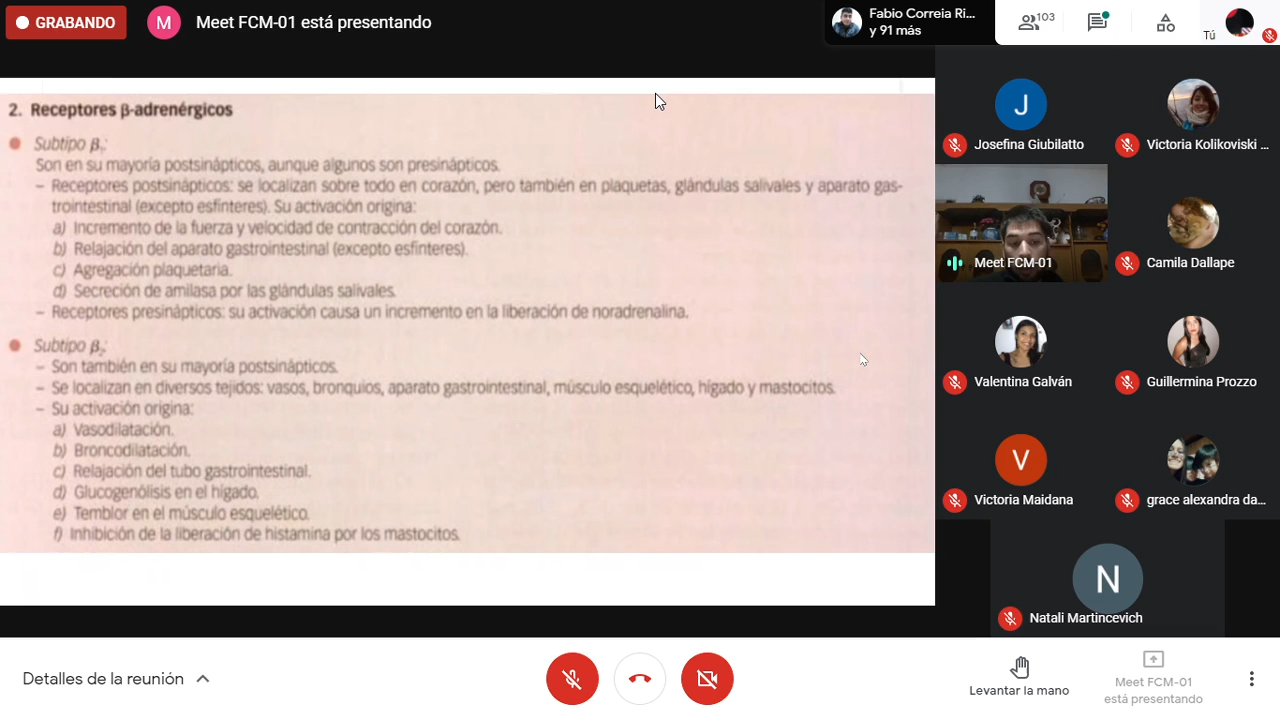 GRABANDO
M
Meet FCM-01 está presentando
Fabio Correia Ri...
y 91 más
103
Tú
2. Receptores β-adrenérgicos
Subtipo β₁:
Son en su mayoría postsinápticos, aunque algunos son presinápticos.
– Receptores postsinápticos: se localizan sobre todo en corazón, pero también en plaquetas, glándulas salivales y aparato gas-
trointestinal (excepto esfínteres). Su activación origina:
a) Incremento de la fuerza y velocidad de contracción del corazón.
b) Relajación del aparato gastrointestinal (excepto esfínteres).
c) Agregación plaquetaria.
d) Secreción de amilasa por las glándulas salivales.
– Receptores presinápticos: su activación causa un incremento en la liberación de noradrenalina.
Subtipo β₂:
– Son también en su mayoría postsinápticos.
– Se localizan en diversos tejidos: vasos, bronquios, aparato gastrointestinal, músculo esquelético, hígado y mastocitos.
– Su activación origina:
a) Vasodilatación.
b) Broncodilatación.
c) Relajación del tubo gastrointestinal.
d) Glucogenólisis en el hígado.
e) Temblor en el músculo esquelético.
f) Inhibición de la liberación de histamina por los mastocitos.
J
Josefina Giubilatto
Victoria Kolikoviski ...
Meet FCM-01
Camila Dallape
Valentina Galván
Guillermina Prozzo
V
Victoria Maidana
grace alexandra da...
N
Natali Martincevich
Detalles de la reunión
Levantar la mano
Meet FCM-01
está presentando